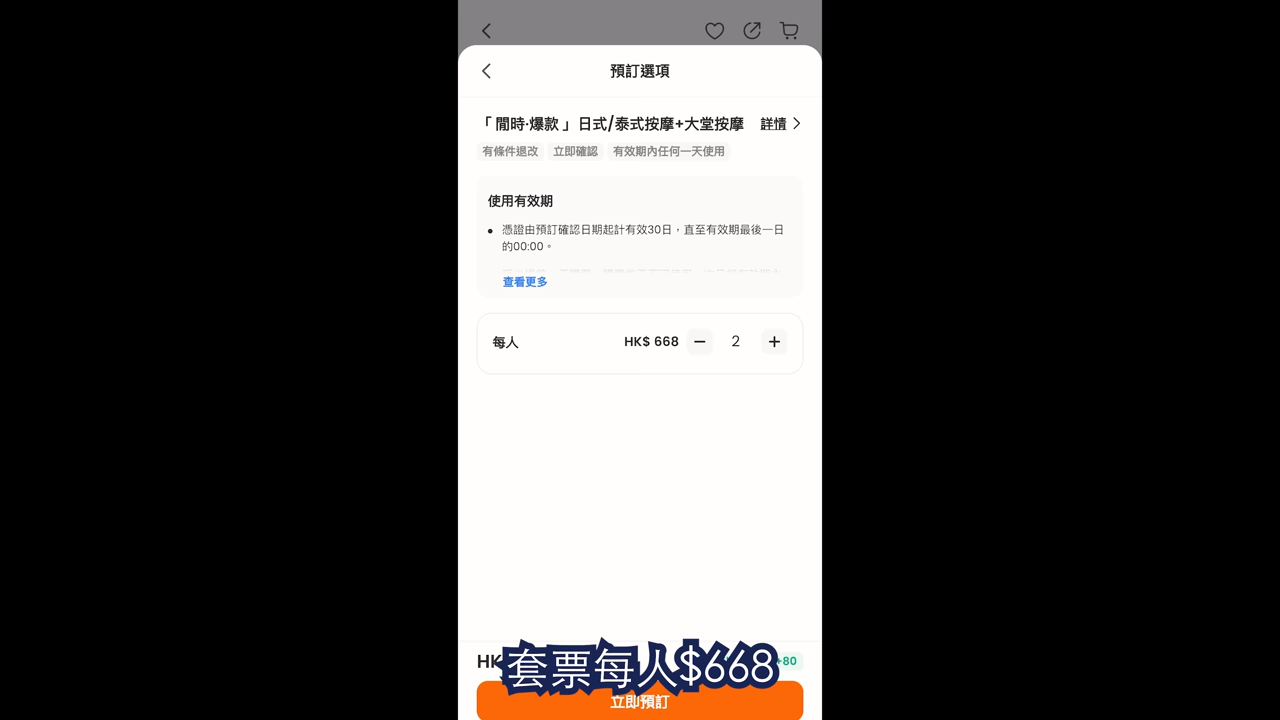 預訂選項
「 閒時·爆款 」日式/泰式按摩+大堂按摩 詳情
有條件退改 立即確認 有效期內任何一天使用
使用有效期
憑證由預訂確認日期起計有效30日，直至有效期最後一日
的00:00。
查看更多
每人 HK$ 668 2
HK +80
套票每人$668
立即預訂